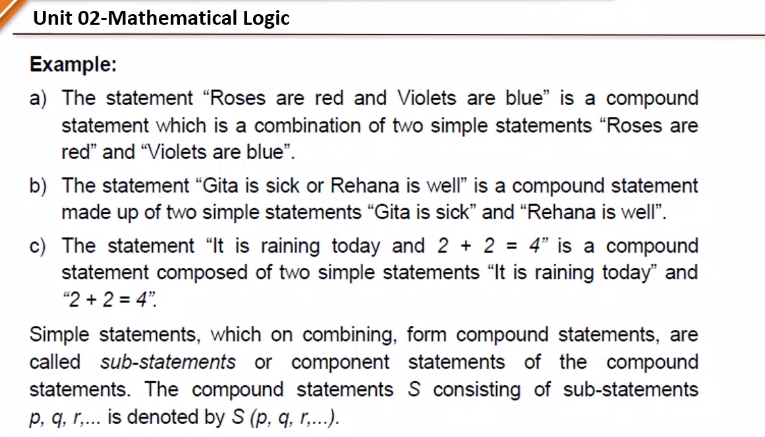 Unit 02-Mathematical Logic
Example:
a) The statement “Roses are red and Violets are blue” is a compound
statement which is a combination of two simple statements “Roses are
red” and “Violets are blue”.
b) The statement “Gita is sick or Rehana is well” is a compound statement
made up of two simple statements “Gita is sick” and “Rehana is well”.
c) The statement “It is raining today and 2 + 2 = 4” is a compound
statement composed of two simple statements “It is raining today” and
“2 + 2 = 4”.
Simple statements, which on combining, form compound statements, are
called sub-statements or component statements of the compound
statements. The compound statements S consisting of sub-statements
p, q, r,... is denoted by S (p, q, r,...).